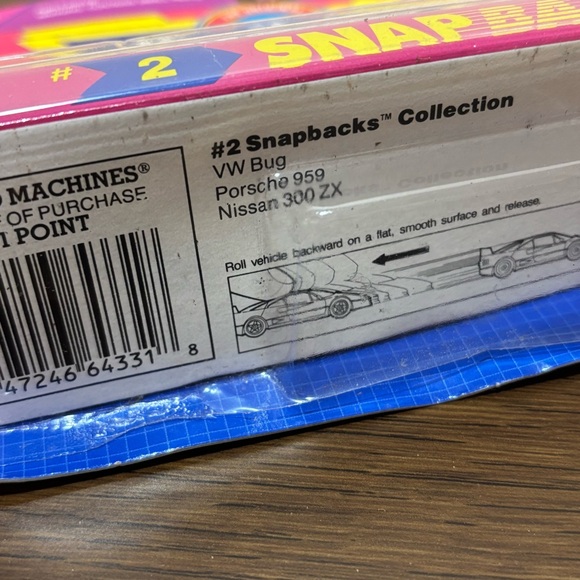 # 2 SNAP
#2 Snapbacks™ Collection
VW Bug
Porsche 959
Nissan 300 ZX
MACHINES®
OF PURCHASE
1 POINT
Roll vehicle backward on a flat, smooth surface and release.
47246 64331 8